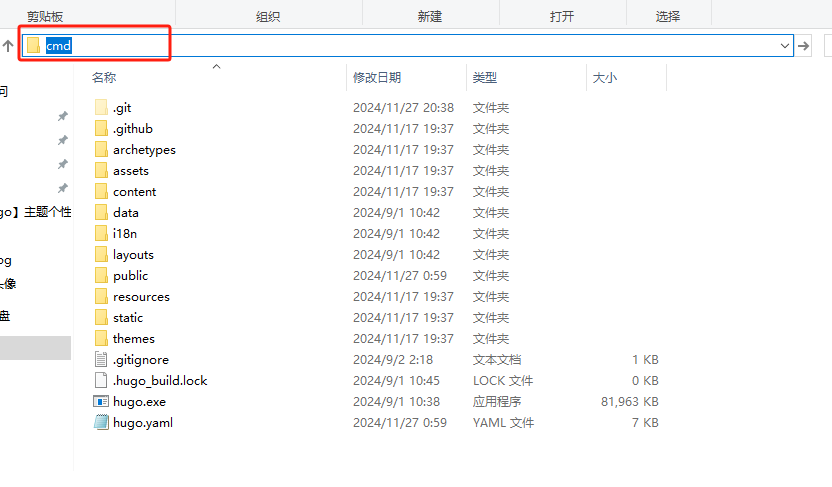 剪贴板 组织 新建 打开 选择
cmd
名称 修改日期 类型 大小
问
.git 2024/11/27 20:38 文件夹
.github 2024/11/17 19:37 文件夹
archetypes 2024/11/17 19:37 文件夹
assets 2024/11/17 19:37 文件夹
content 2024/11/17 19:37 文件夹
go】主题个性 data 2024/9/1 10:42 文件夹
i18n 2024/9/1 10:42 文件夹
og layouts 2024/9/1 10:42 文件夹
头像 public 2024/11/27 0:59 文件夹
resources 2024/11/17 19:37 文件夹
盘 static 2024/11/17 19:37 文件夹
themes 2024/11/17 19:37 文件夹
.gitignore 2024/9/2 2:18 文本文档 1 KB
.hugo_build.lock 2024/9/1 10:45 LOCK 文件 0 KB
hugo.exe 2024/9/1 10:38 应用程序 81,963 KB
hugo.yaml 2024/11/27 0:59 YAML 文件 7 KB